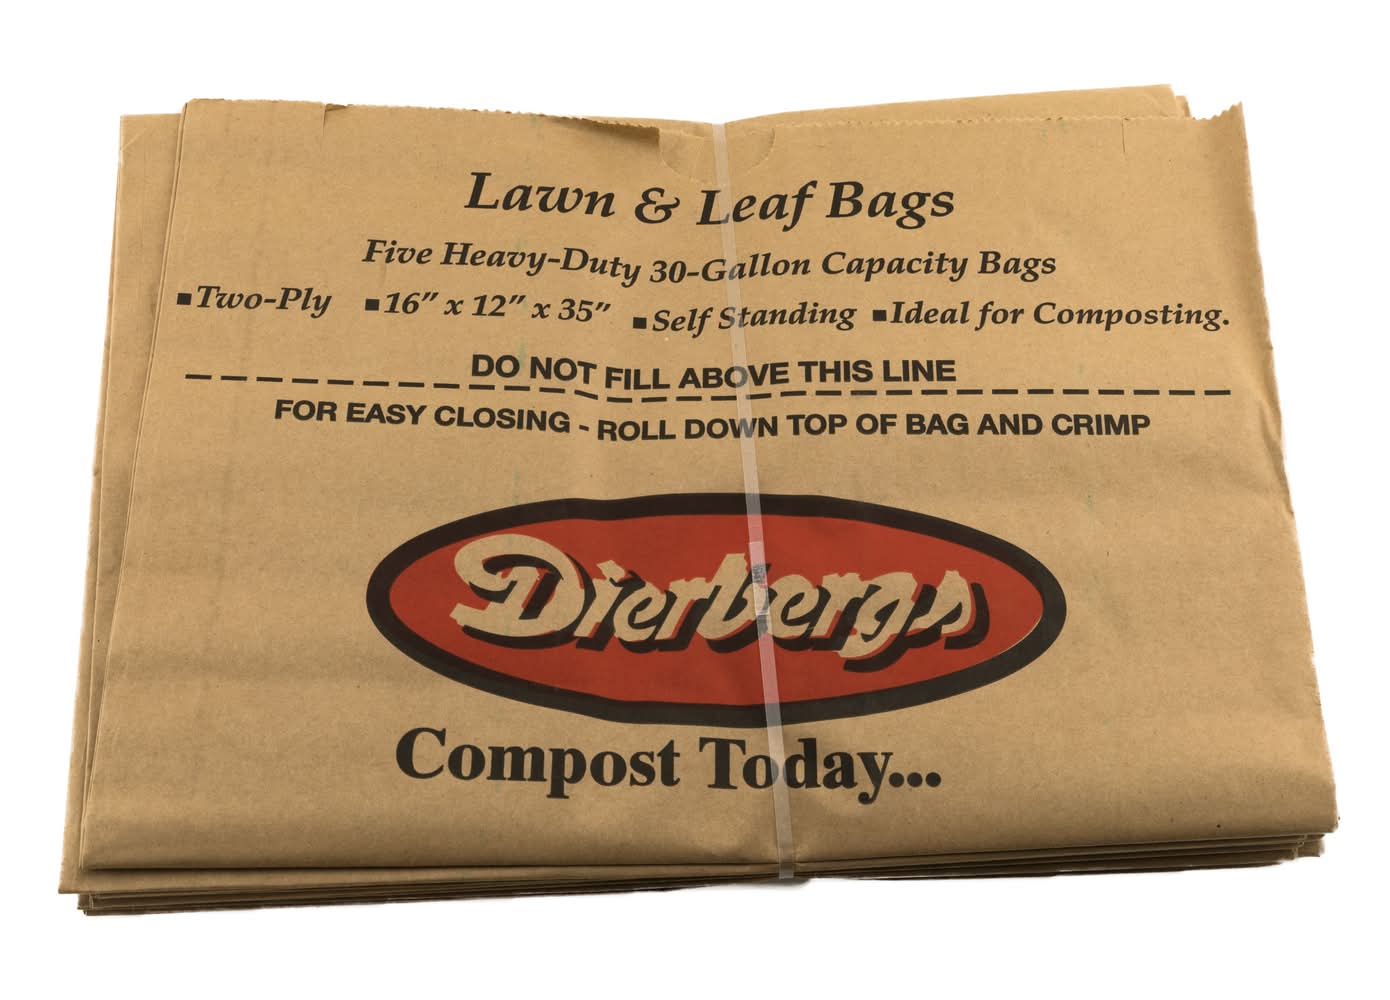 Lawn & Leaf Bags
Five Heavy-Duty 30-Gallon Capacity Bags
▪Two-Ply ▪16" x 12" x 35" ▪Self Standing ▪Ideal for Composting.
DO NOT FILL ABOVE THIS LINE
FOR EASY CLOSING - ROLL DOWN TOP OF BAG AND CRIMP
Dierbergs
Compost Today...